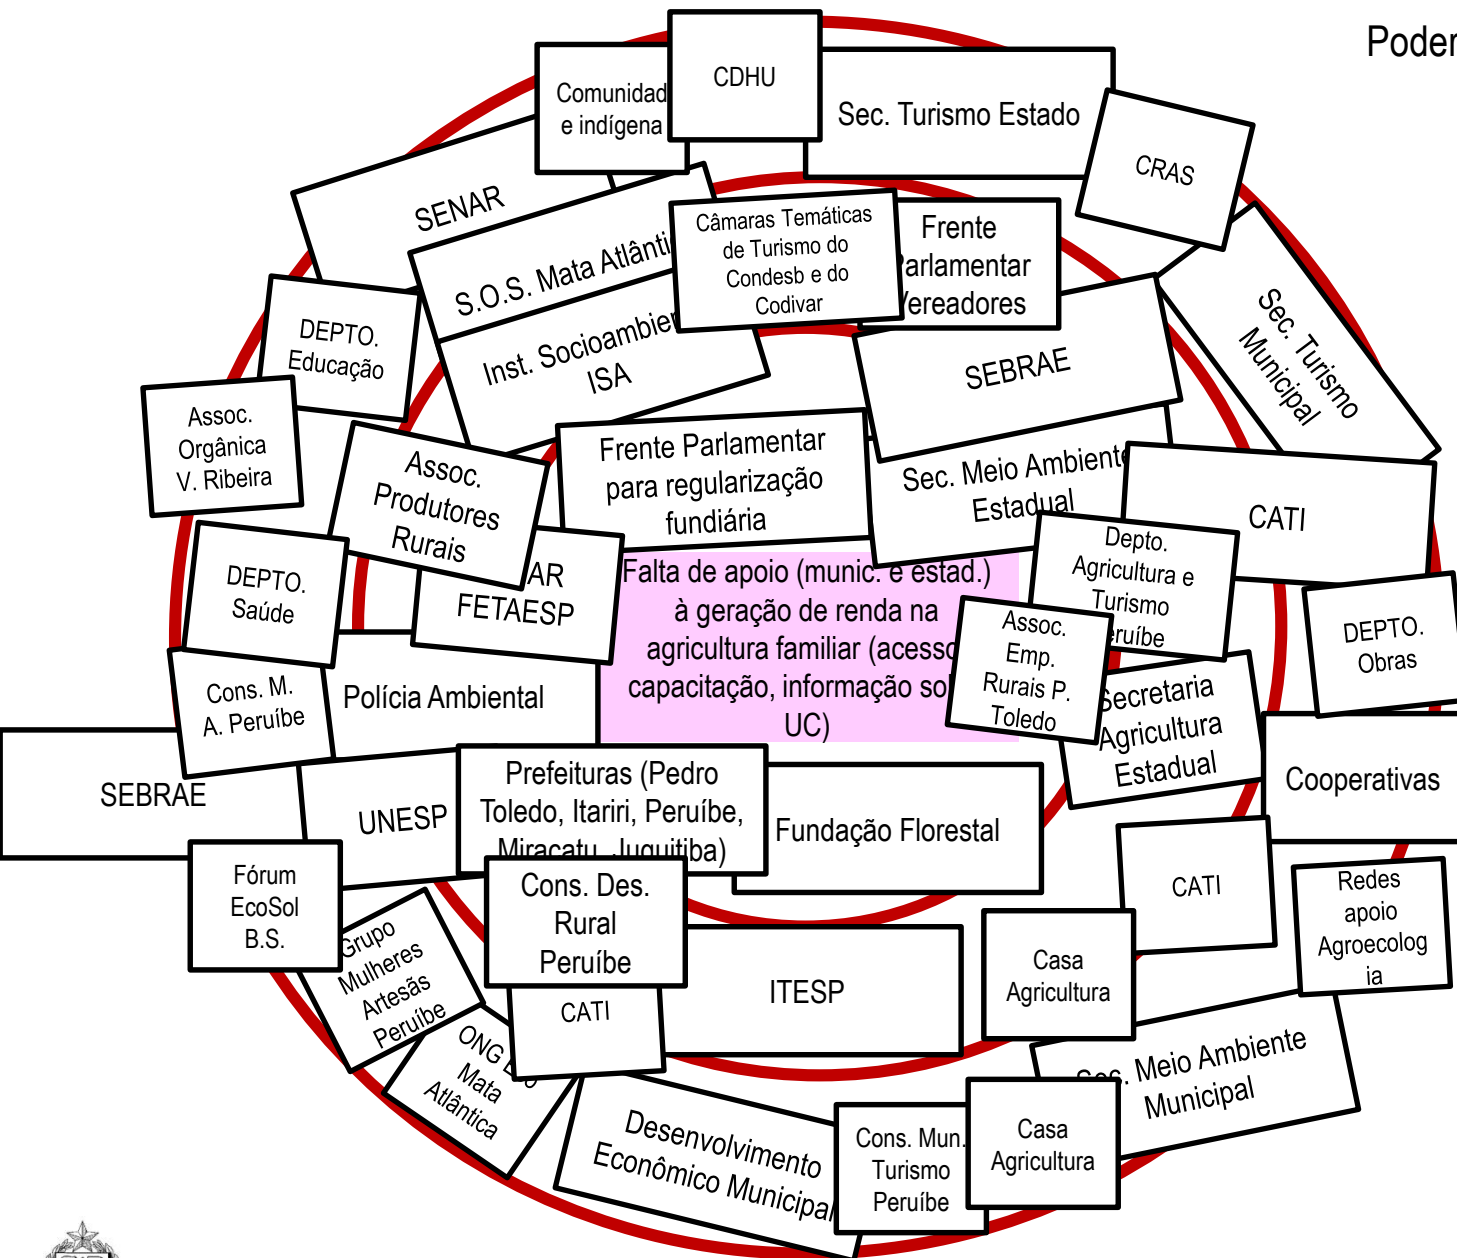 Poder
CDHU
Comunidad
e indígena
Sec. Turismo Estado
CRAS
SENAR
S.O.S. Mata Atlânti
Câmaras Temáticas
de Turismo do
Condesb e do
Codivar
Frente
arlamentar
ereadores
Sec. Turismo
Municipal
DEPTO.
Educação
Inst. Socioambie
ISA
SEBRAE
Assoc.
Orgânica
V. Ribeira
Assoc.
Produtores
Rurais
Frente Parlamentar
para regularização
fundiária
Sec. Meio Ambiente
Estadual
CATI
DEPTO.
Saúde
AR
FETAESP
Falta de apoio (munic. e estad.)
à geração de renda na
agricultura familiar (acesso
capacitação, informação so
UC)
Depto.
Agricultura e
Turismo
eruíbe
Assoc.
Emp.
Rurais P.
Toledo
DEPTO.
Obras
Cons. M.
A. Peruíbe
Polícia Ambiental
Secretaria
Agricultura
Estadual
SEBRAE
UNESP
Prefeituras (Pedro
Toledo, Itariri, Peruíbe,
Miracatu, Juquitiba)
Fundação Florestal
Cooperativas
Fórum
EcoSol
B.S.
Cons. Des.
Rural
Peruíbe
CATI
Redes
apoio
Agroecolog
ia
Grupo
Mulheres
Artesãs
Peruíbe
CATI
ITESP
Casa
Agricultura
ONG
Mata
Atlântica
Sec. Meio Ambiente
Municipal
Desenvolvimento
Econômico Municipal
Cons. Mun.
Turismo
Peruíbe
Casa
Agricultura